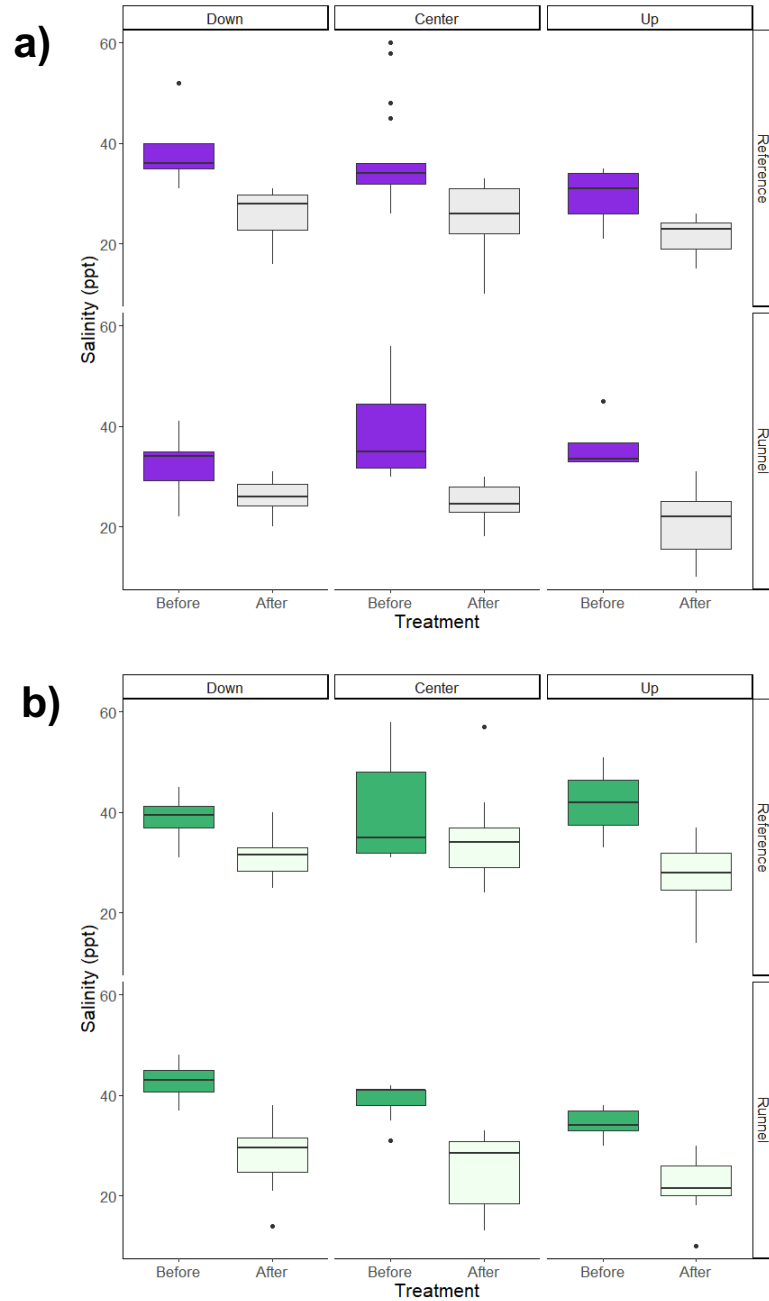 a)
Down Center Up
Salinity (ppt)
60
40
20
Reference
60
40
20
Runnel
Before After Before After Before After
Treatment
b)
Down Center Up
Salinity (ppt)
60
40
20
Reference
60
40
20
Runnel
Before After Before After Before After
Treatment